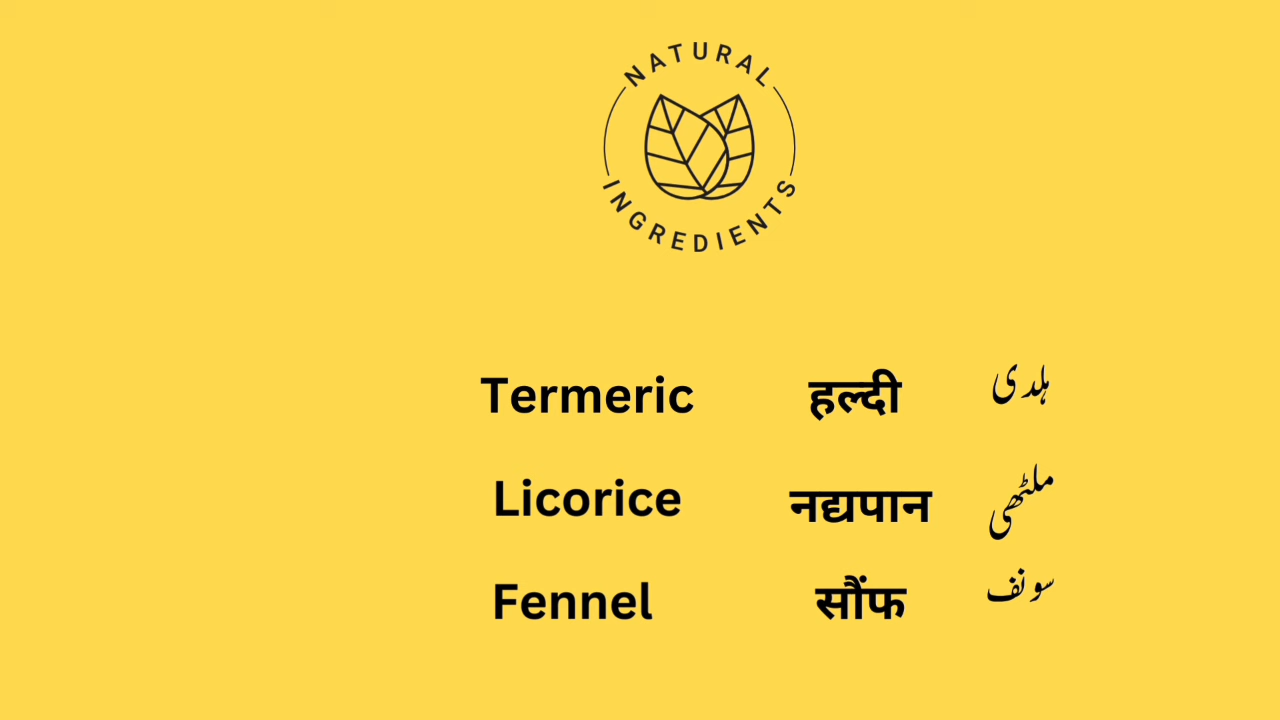 NATURAL
INGREDIENTS
Termeric हल्दी ہلدی
Licorice नद्यपान ملٹھی
Fennel सौंफ سونف